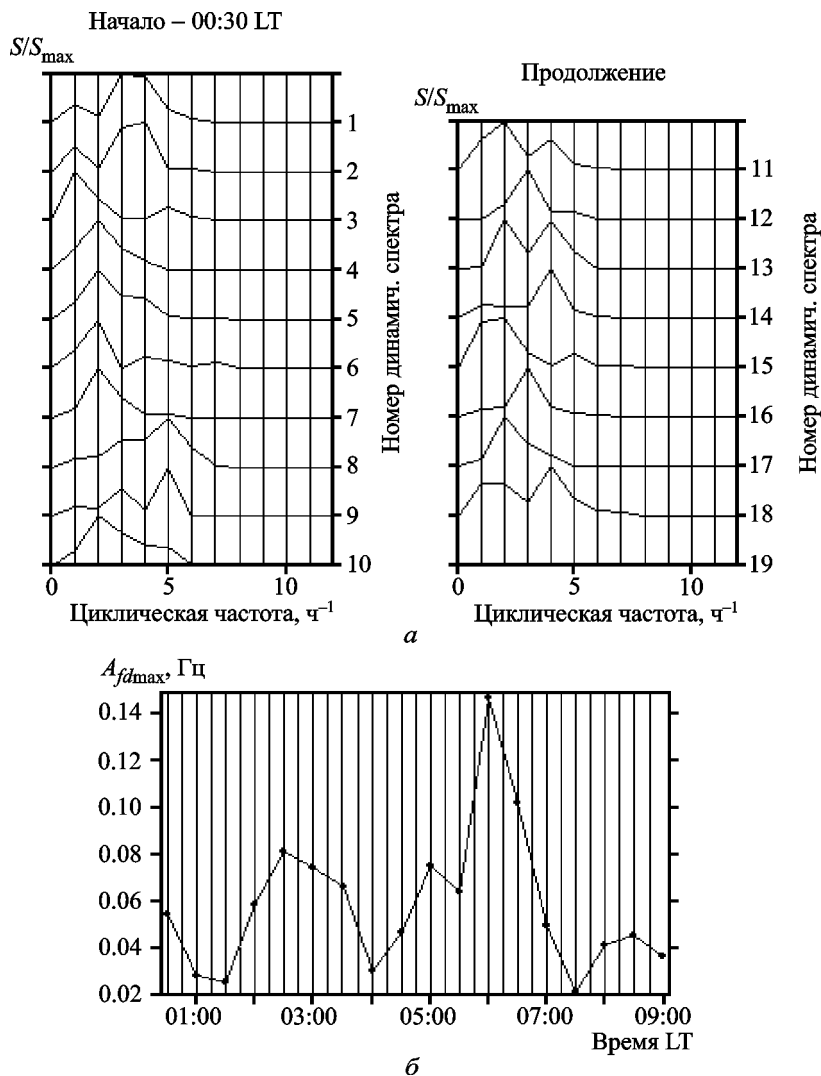 Начало – 00:30 LT
S/Smax
1
2
3
4
5
6
7
8
9
10
Номер динамич. спектра
0 5 10
Циклическая частота, ч–1
Продолжение
S/Smax
11
12
13
14
15
16
17
18
19
Номер динамич. спектра
0 5 10
Циклическая частота, ч–1
а
Afdmax, Гц
0.14
0.12
0.10
0.08
0.06
0.04
0.02
01:00 03:00 05:00 07:00 09:00
Время LT
б